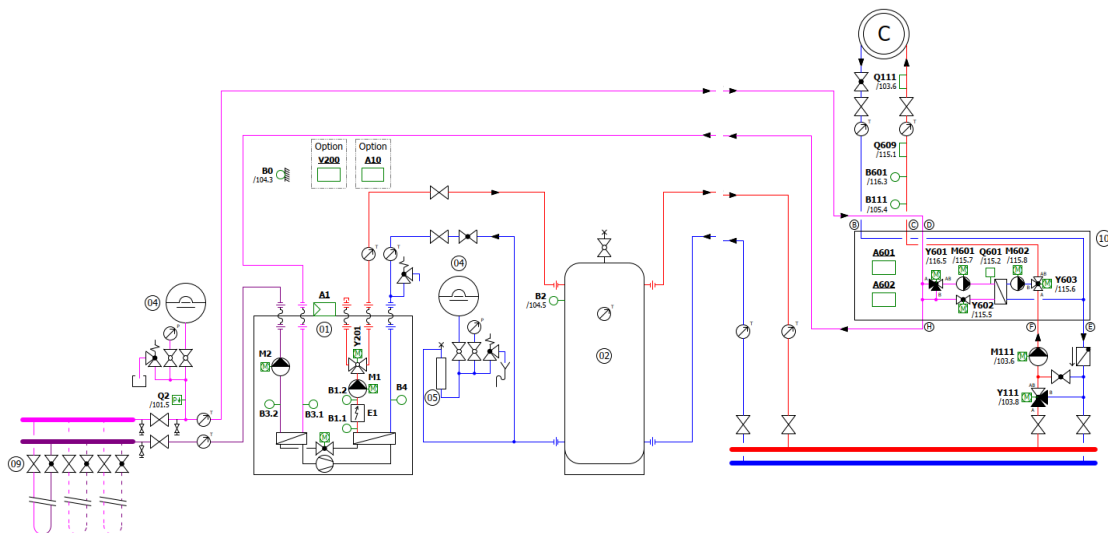 C
Q111
/103.6
T
T
Option
V200
Option
A10
Q609
/115.1
B0
/104.3
B601
/116.3
B111
/105.4
B
C
D
10
T
T
A601
Y601
/116.5
M601
/115.7
Q601
/115.2
M602
/115.8
04
04
A
AB
B
AB
B
A
Y603
/115.6
A602
Y602
/115.5
B2
/104.5
T
A1
01
02
P
P
H
F
E
Y201
T
T
M2
M111
/103.6
M1
B1.2
B4
05
Q2
/101.5
B3.2
B3.1
B1.1
E1
Y111
/103.8
AB
B
A
T
T
09
M
M
M
M
M
M
M
M
M
M
M